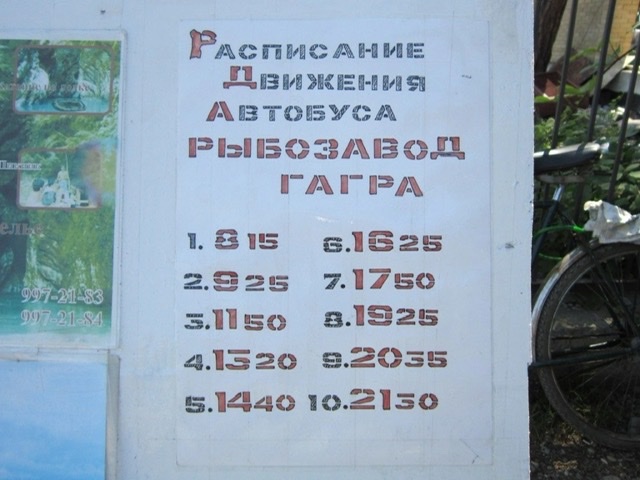 Расписание
Движения
Автобуса
РЫБОЗАВОД
ГАГРА
1. 8 15
2. 9 25
3. 11 50
4. 13 20
5. 14 40
6. 16 25
7. 17 50
8. 19 25
9. 20 35
10. 21 30
997-21-83
997-21-84